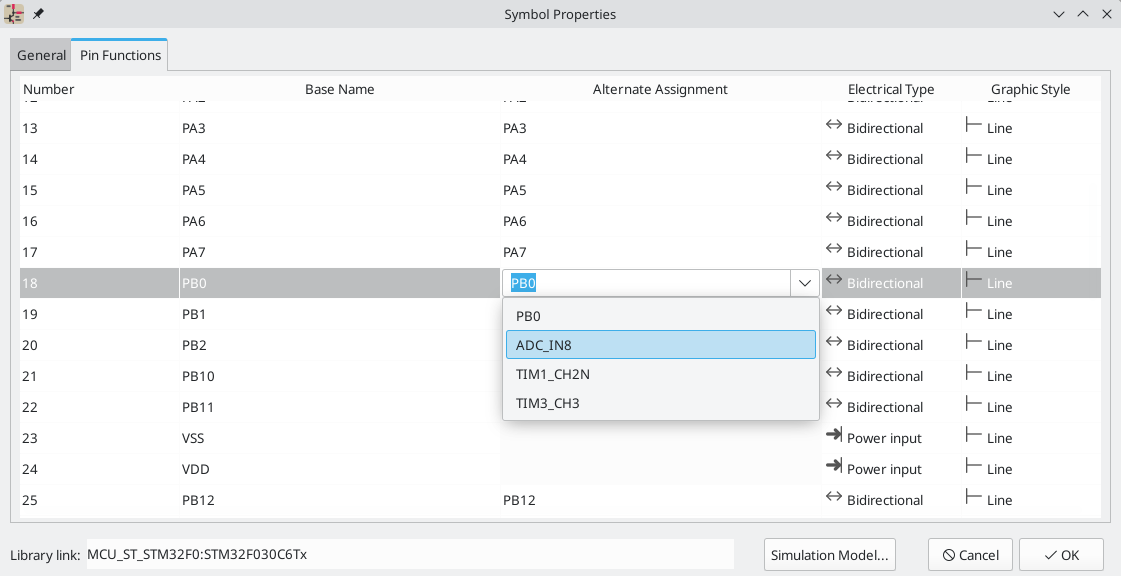 Symbol Properties
General Pin Functions
Number Base Name Alternate Assignment Electrical Type Graphic Style
13 PA3 PA3 Bidirectional Line
14 PA4 PA4 Bidirectional Line
15 PA5 PA5 Bidirectional Line
16 PA6 PA6 Bidirectional Line
17 PA7 PA7 Bidirectional Line
18 PB0 PB0 Bidirectional Line
19 PB1 PB0 Bidirectional Line
20 PB2 ADC_IN8 Bidirectional Line
21 PB10 TIM1_CH2N Bidirectional Line
22 PB11 TIM3_CH3 Bidirectional Line
23 VSS Power input Line
24 VDD Power input Line
25 PB12 PB12 Bidirectional Line
Library link: MCU_ST_STM32F0:STM32F030C6Tx Simulation Model... Cancel OK